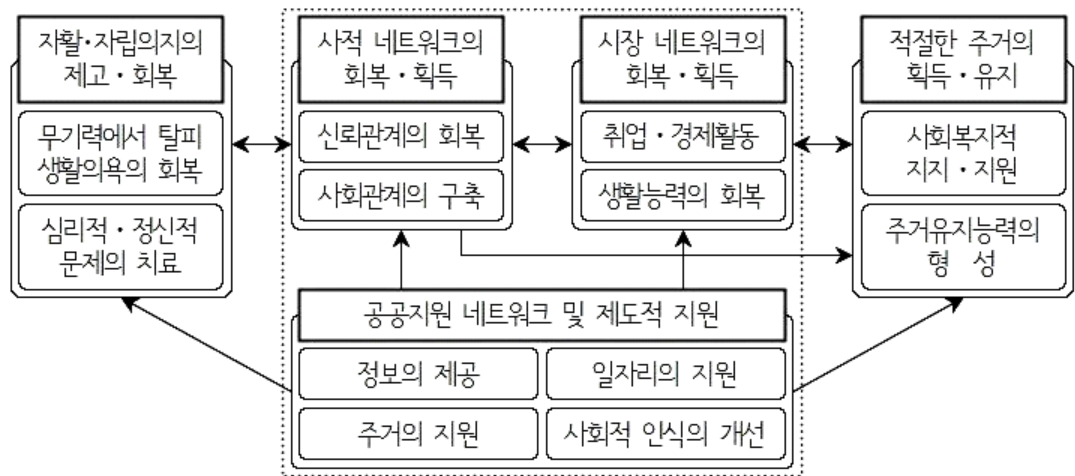 자활·자립의지의
제고·회복
무기력에서 탈피
생활의욕의 회복
심리적·정신적
문제의 치료
사적 네트워크의
회복·획득
신뢰관계의 회복
사회관계의 구축
시장 네트워크의
회복·획득
취업·경제활동
생활능력의 회복
적절한 주거의
획득·유지
사회복지적
지지·지원
주거유지능력의
형 성
공공지원 네트워크 및 제도적 지원
정보의 제공
일자리의 지원
주거의 지원
사회적 인식의 개선